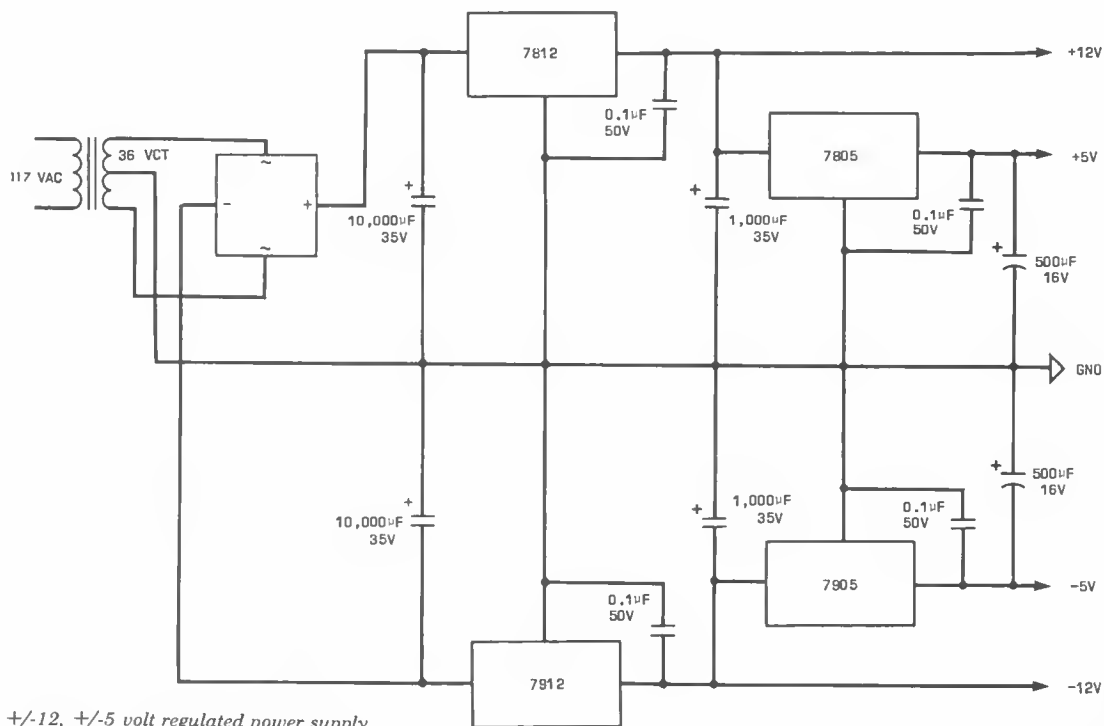 7812
+12V
0.1µF
50V
36 VCT
117 VAC
~
-
+
~
+
10,000µF
35V
+
1,000µF
35V
7805
+5V
0.1µF
50V
+
500µF
16V
GND
+
10,000µF
35V
+
1,000µF
35V
0.1µF
50V
+
500µF
16V
7905
-5V
0.1µF
50V
7912
-12V
+/-12, +/-5 volt regulated power supply